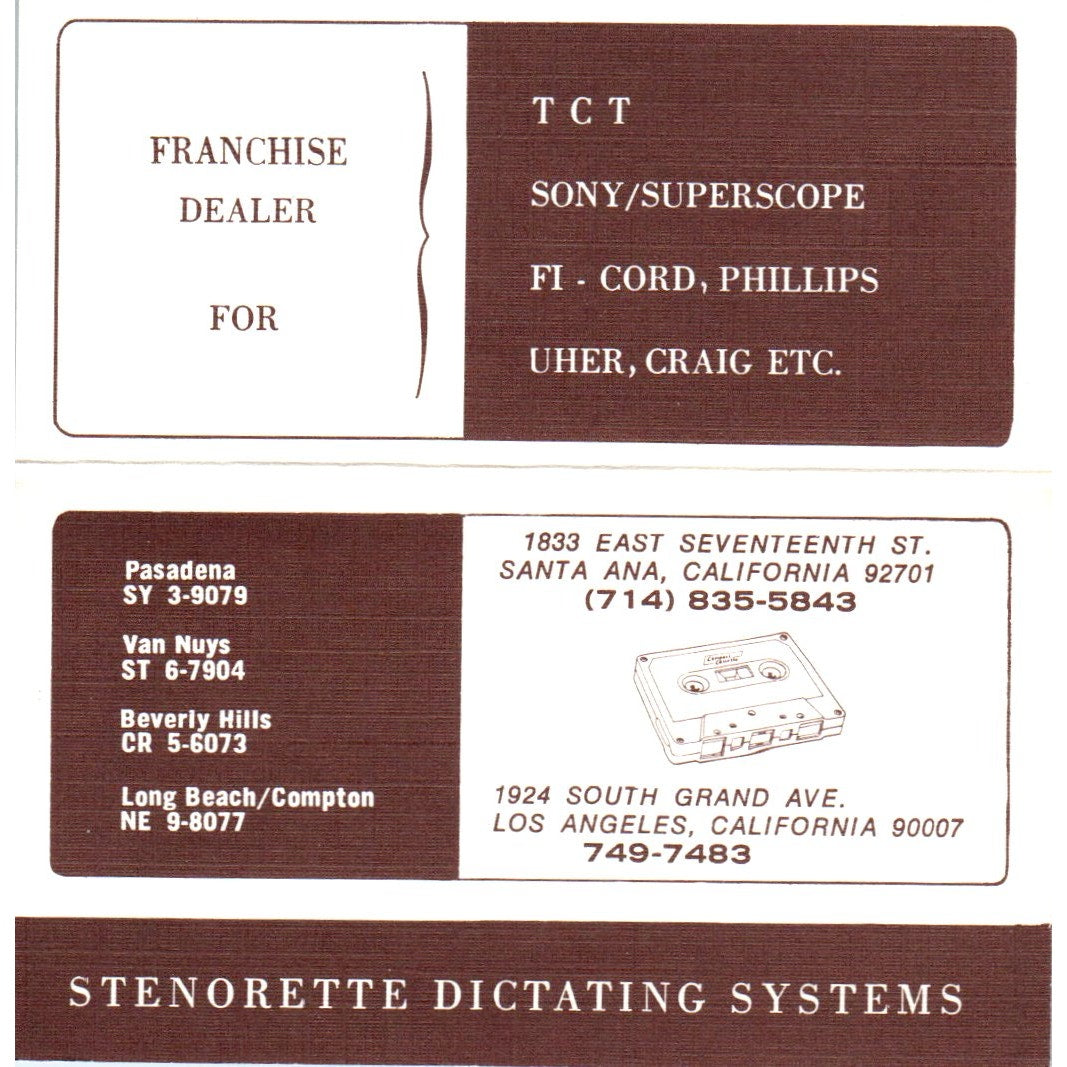 FRANCHISE
DEALER
FOR
T C T
SONY/SUPERSCOPE
FI - CORD, PHILLIPS
UHER, CRAIG ETC.
Pasadena
SY 3-9079
Van Nuys
ST 6-7904
Beverly Hills
CR 5-6073
Long Beach/Compton
NE 9-8077
1833 EAST SEVENTEENTH ST.
SANTA ANA, CALIFORNIA 92701
(714) 835-5843
Compact
Cassette
1924 SOUTH GRAND AVE.
LOS ANGELES, CALIFORNIA 90007
749-7483
STENORETTE DICTATING SYSTEMS